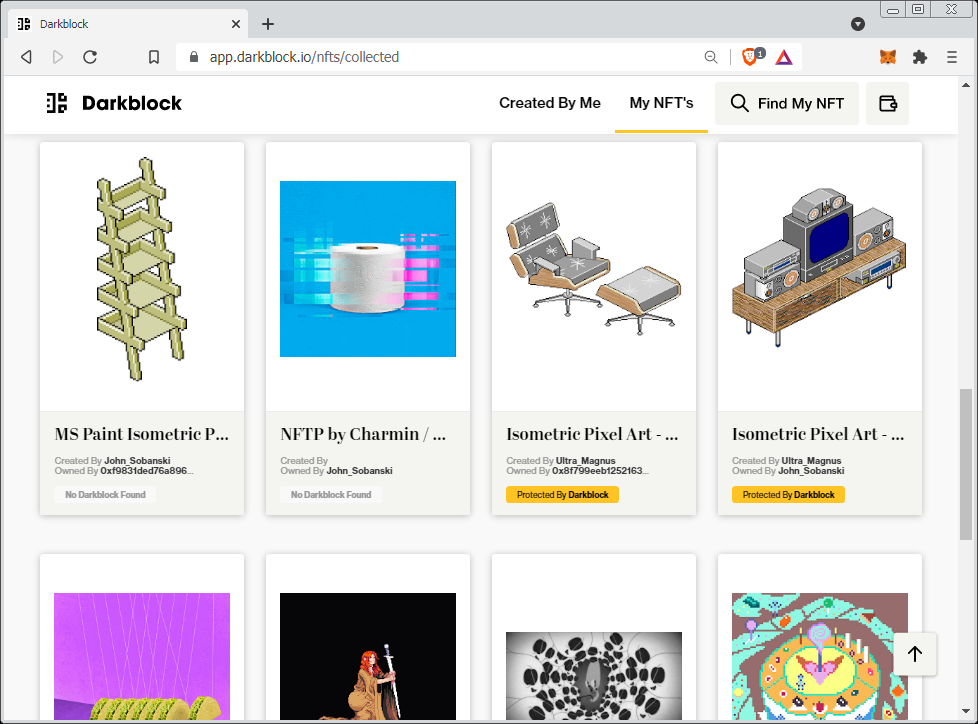 Darkblock
app.darkblock.io/nfts/collected
1
Darkblock
Created By Me
My NFT's
Find My NFT
MS Paint Isometric P...
Created By John_Sobanski
Owned By 0xf9831ded76a896...
No Darkblock Found
NFTP by Charmin / ...
Created By
Owned By John_Sobanski
No Darkblock Found
Isometric Pixel Art - ...
Created By Ultra_Magnus
Owned By 0x8f799eeb1252163...
Protected By Darkblock
Isometric Pixel Art - ...
Created By Ultra_Magnus
Owned By John_Sobanski
Protected By Darkblock